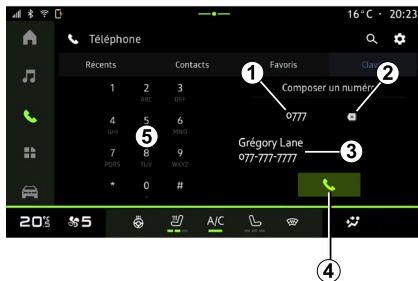 16°C · 20:23
Téléphone
Récents Contacts Favoris Clavier
1 2 3
ABC DEF
Composer un numéro
1 2
0777
4 5 6
GHI MNO
5
Grégory Lane
077-777-7777
3
7 8 9
PQRS TUV WXYZ
* 0 #
20.5 5 A/C
4